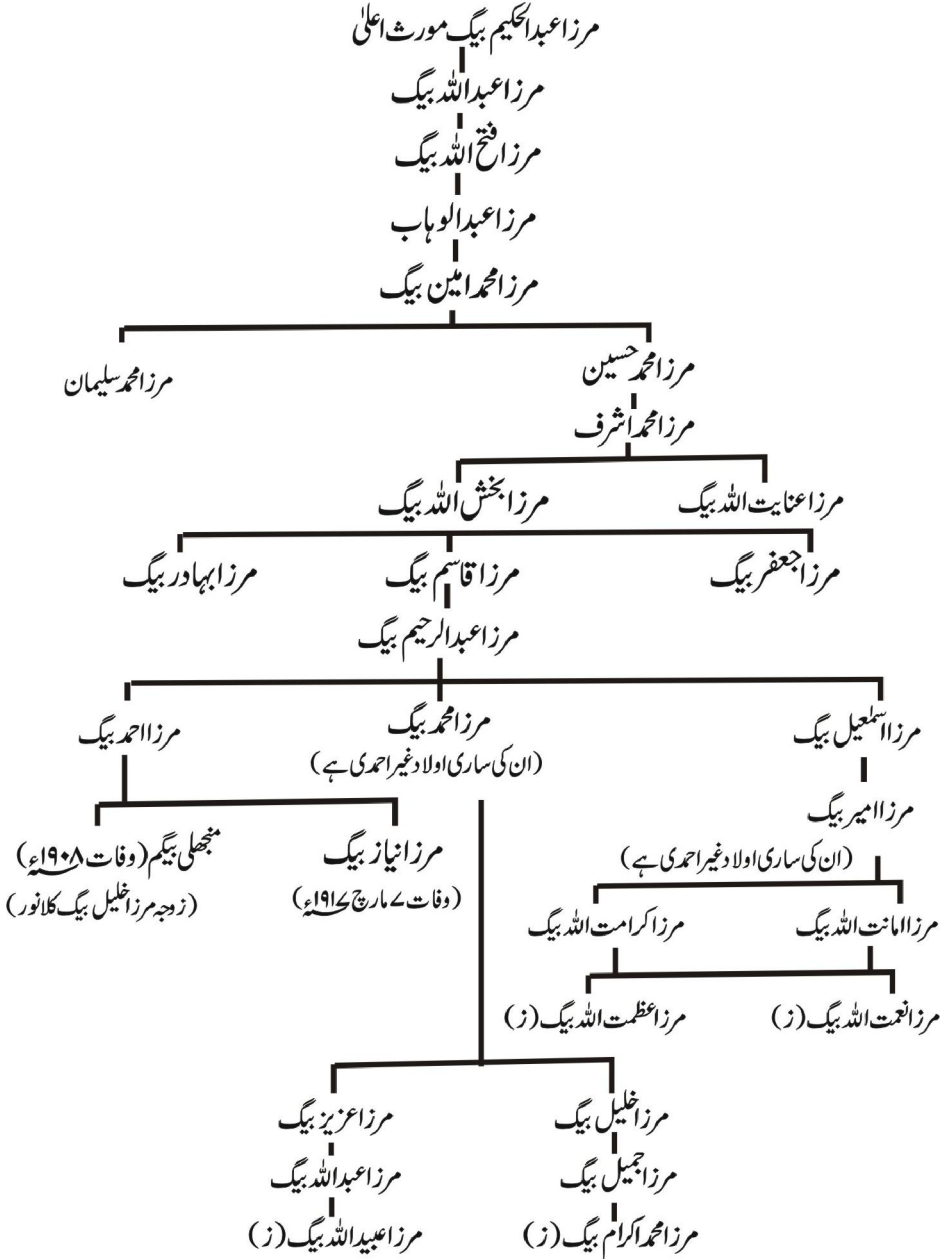 مرزا عبدالحکیم بیگ مورث اعلیٰ
مرزا عبداللہ بیگ
مرزا فتح اللہ بیگ
مرزا عبدالوہاب
مرزا محمد امین بیگ
مرزا محمد حسین
مرزا محمد سلیمان
مرزا محمد اشرف
مرزا عنایت اللہ بیگ
مرزا بخش اللہ بیگ
مرزا جعفر بیگ
مرزا قاسم بیگ
مرزا بہادر بیگ
مرزا عبدالرحیم بیگ
مرزا اسمٰعیل بیگ
مرزا محمد بیگ
مرزا احمد بیگ
(ان کی ساری اولاد غیر احمدی ہے)
مرزا امیر بیگ
(ان کی ساری اولاد غیر احمدی ہے)
مرزا نیاز بیگ
(وفات ۷ مارچ ۱۹۱۷ء)
منجھلی بیگم (وفات ۱۹۰۸ء)
(زوجہ مرزا خلیل بیگ کلانور)
مرزا امانت اللہ بیگ
مرزا کرامت اللہ بیگ
مرزا نعمت اللہ بیگ (ز)
مرزا عظمت اللہ بیگ (ز)
مرزا خلیل بیگ
مرزا عزیز بیگ
مرزا جمیل بیگ
مرزا عبداللہ بیگ
مرزا محمد اکرام بیگ (ز)
مرزا عبیداللہ بیگ (ز)